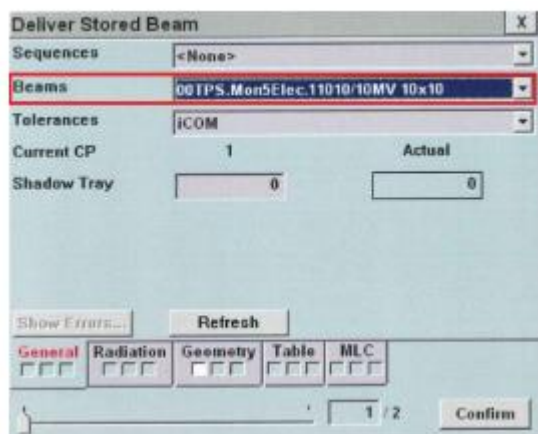 Deliver Stored Beam X
Sequences <None>
Beams 00TPS.Mon5Elec.11010/10MV 10x10
Tolerances iCOM
Current CP 1 Actual
Shadow Tray 0 0
Show Errors... Refresh
General Radiation Geometry Table MLC
1 / 2 Confirm